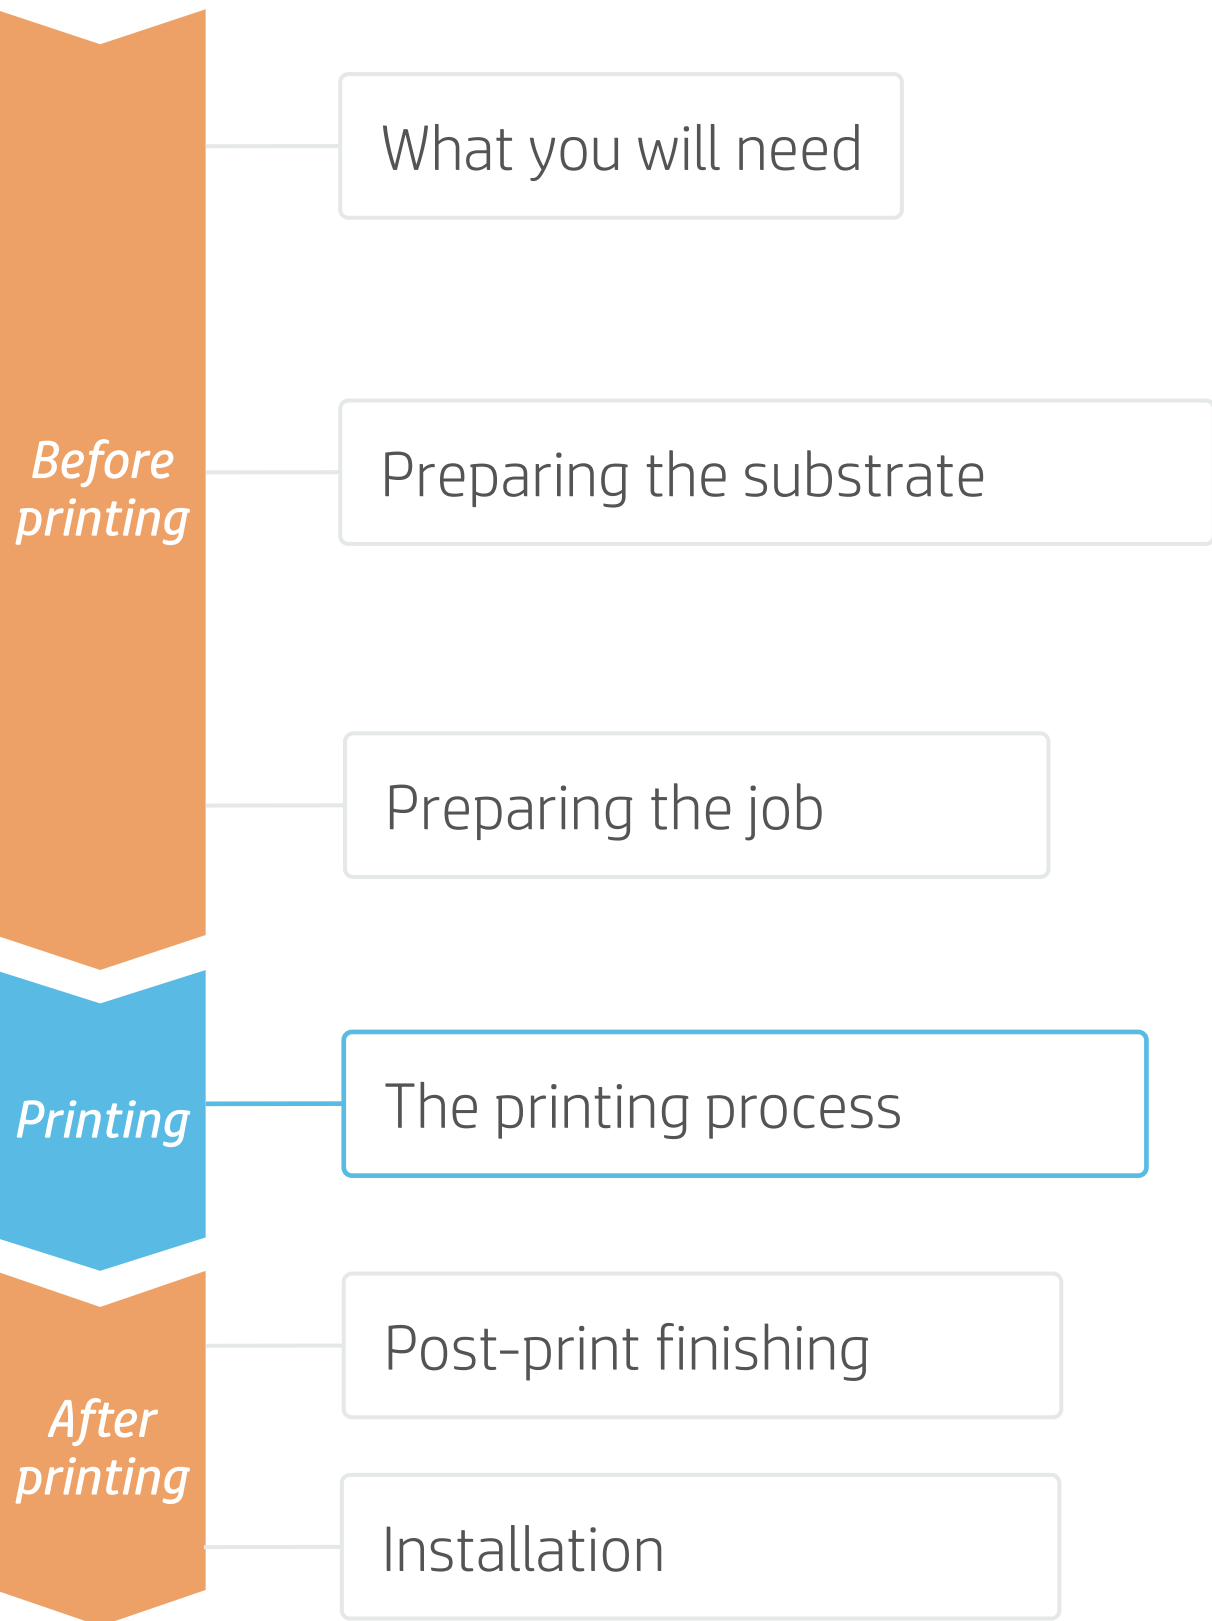 What you will need
Before
printing
Preparing the substrate
Preparing the job
Printing
The printing process
After
printing
Post-print finishing
Installation